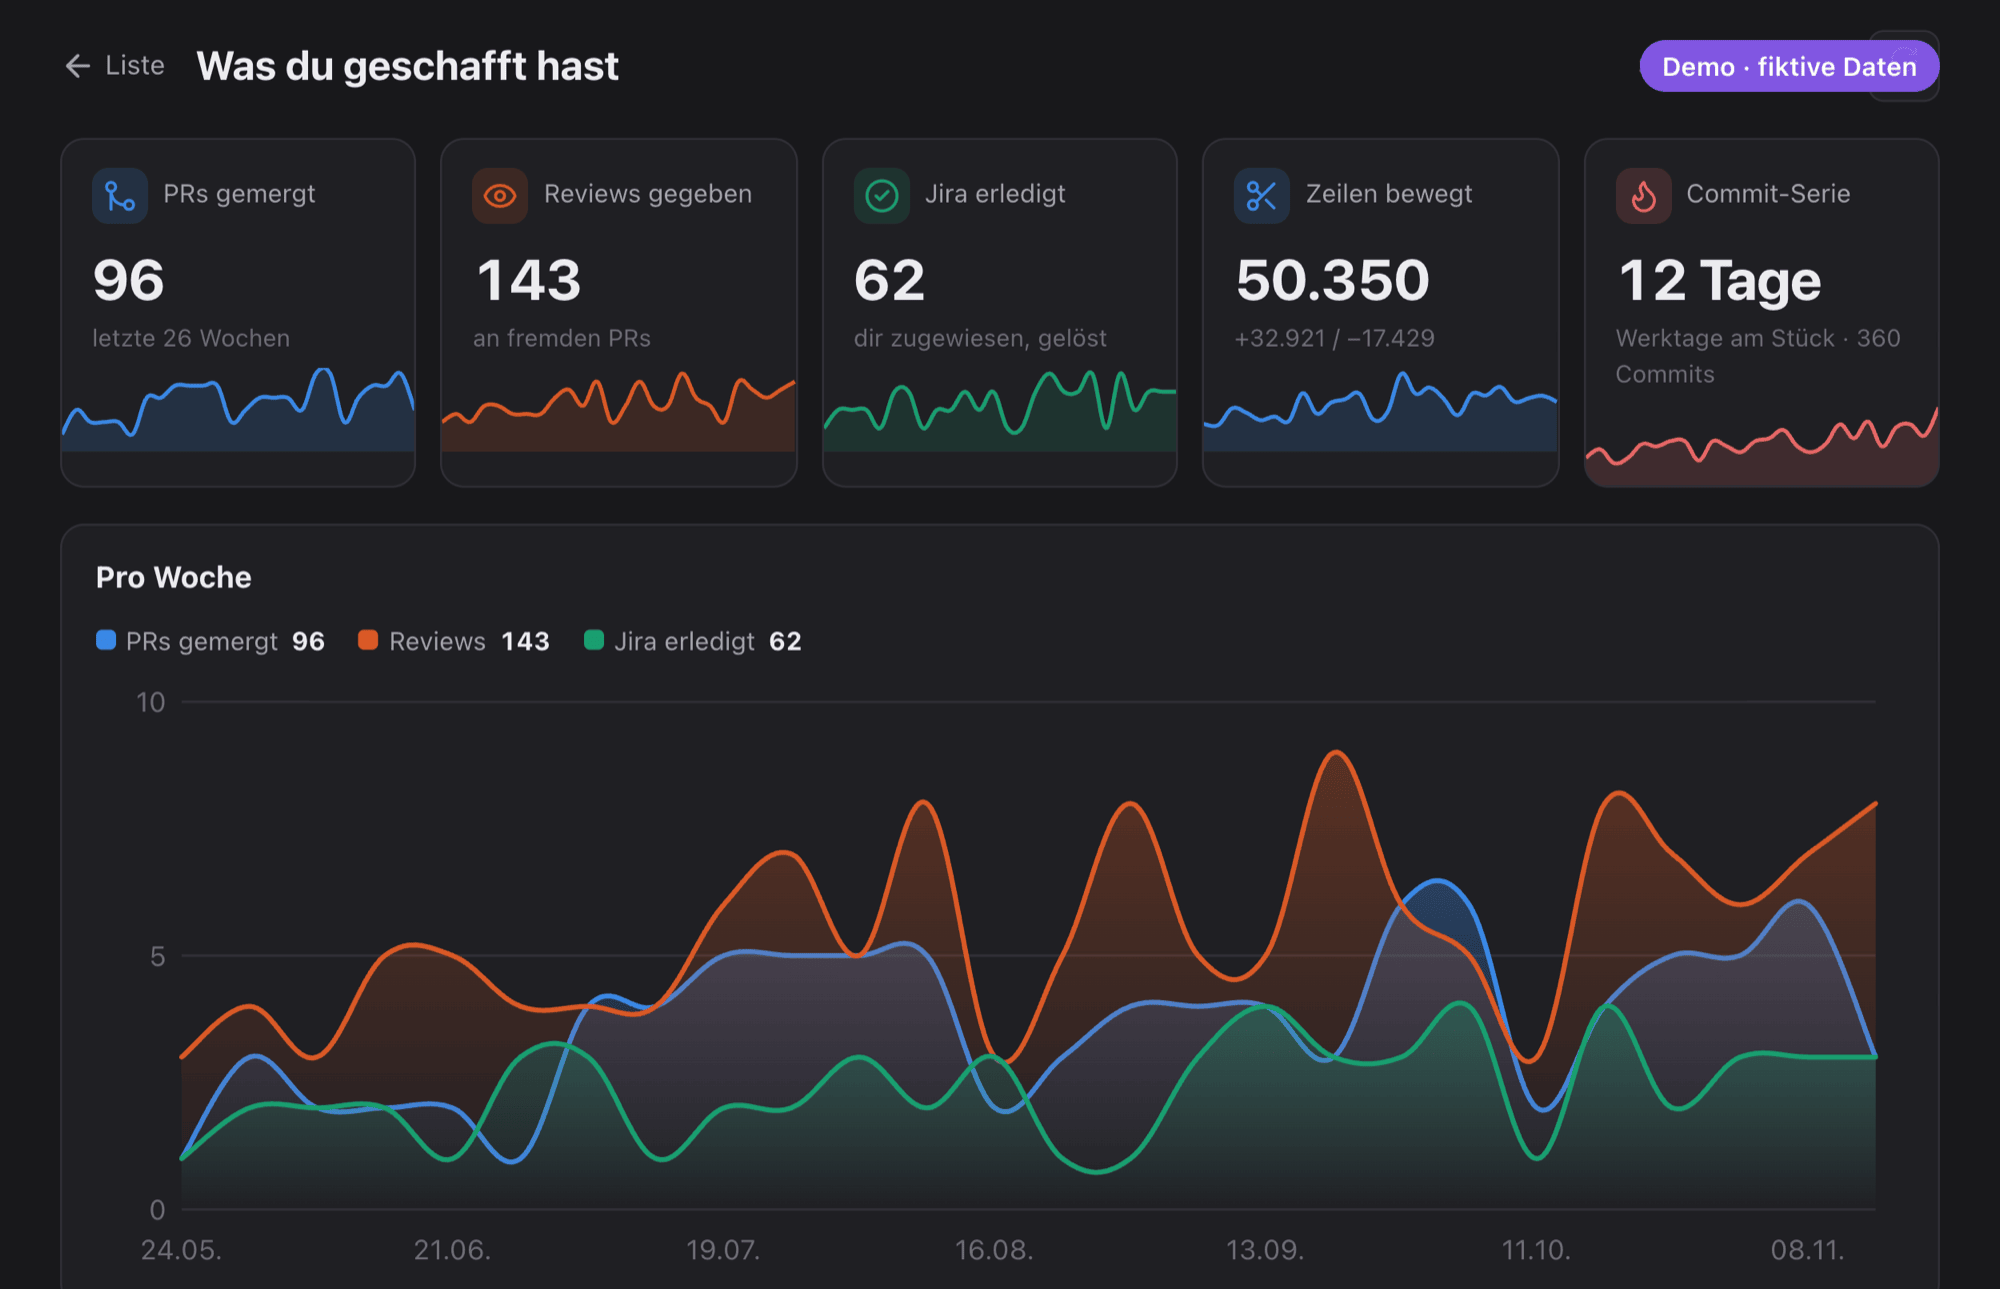 Liste
Was du geschafft hast
Demo · fiktive Daten
PRs gemergt
96
letzte 26 Wochen
Reviews gegeben
143
an fremden PRs
Jira erledigt
62
dir zugewiesen, gelöst
Zeilen bewegt
50.350
+32.921 / −17.429
Commit-Serie
12 Tage
Werktage am Stück · 360
Commits
Pro Woche
PRs gemergt 96 Reviews 143 Jira erledigt 62
10
5
0
24.05. 21.06. 19.07. 16.08. 13.09. 11.10. 08.11.